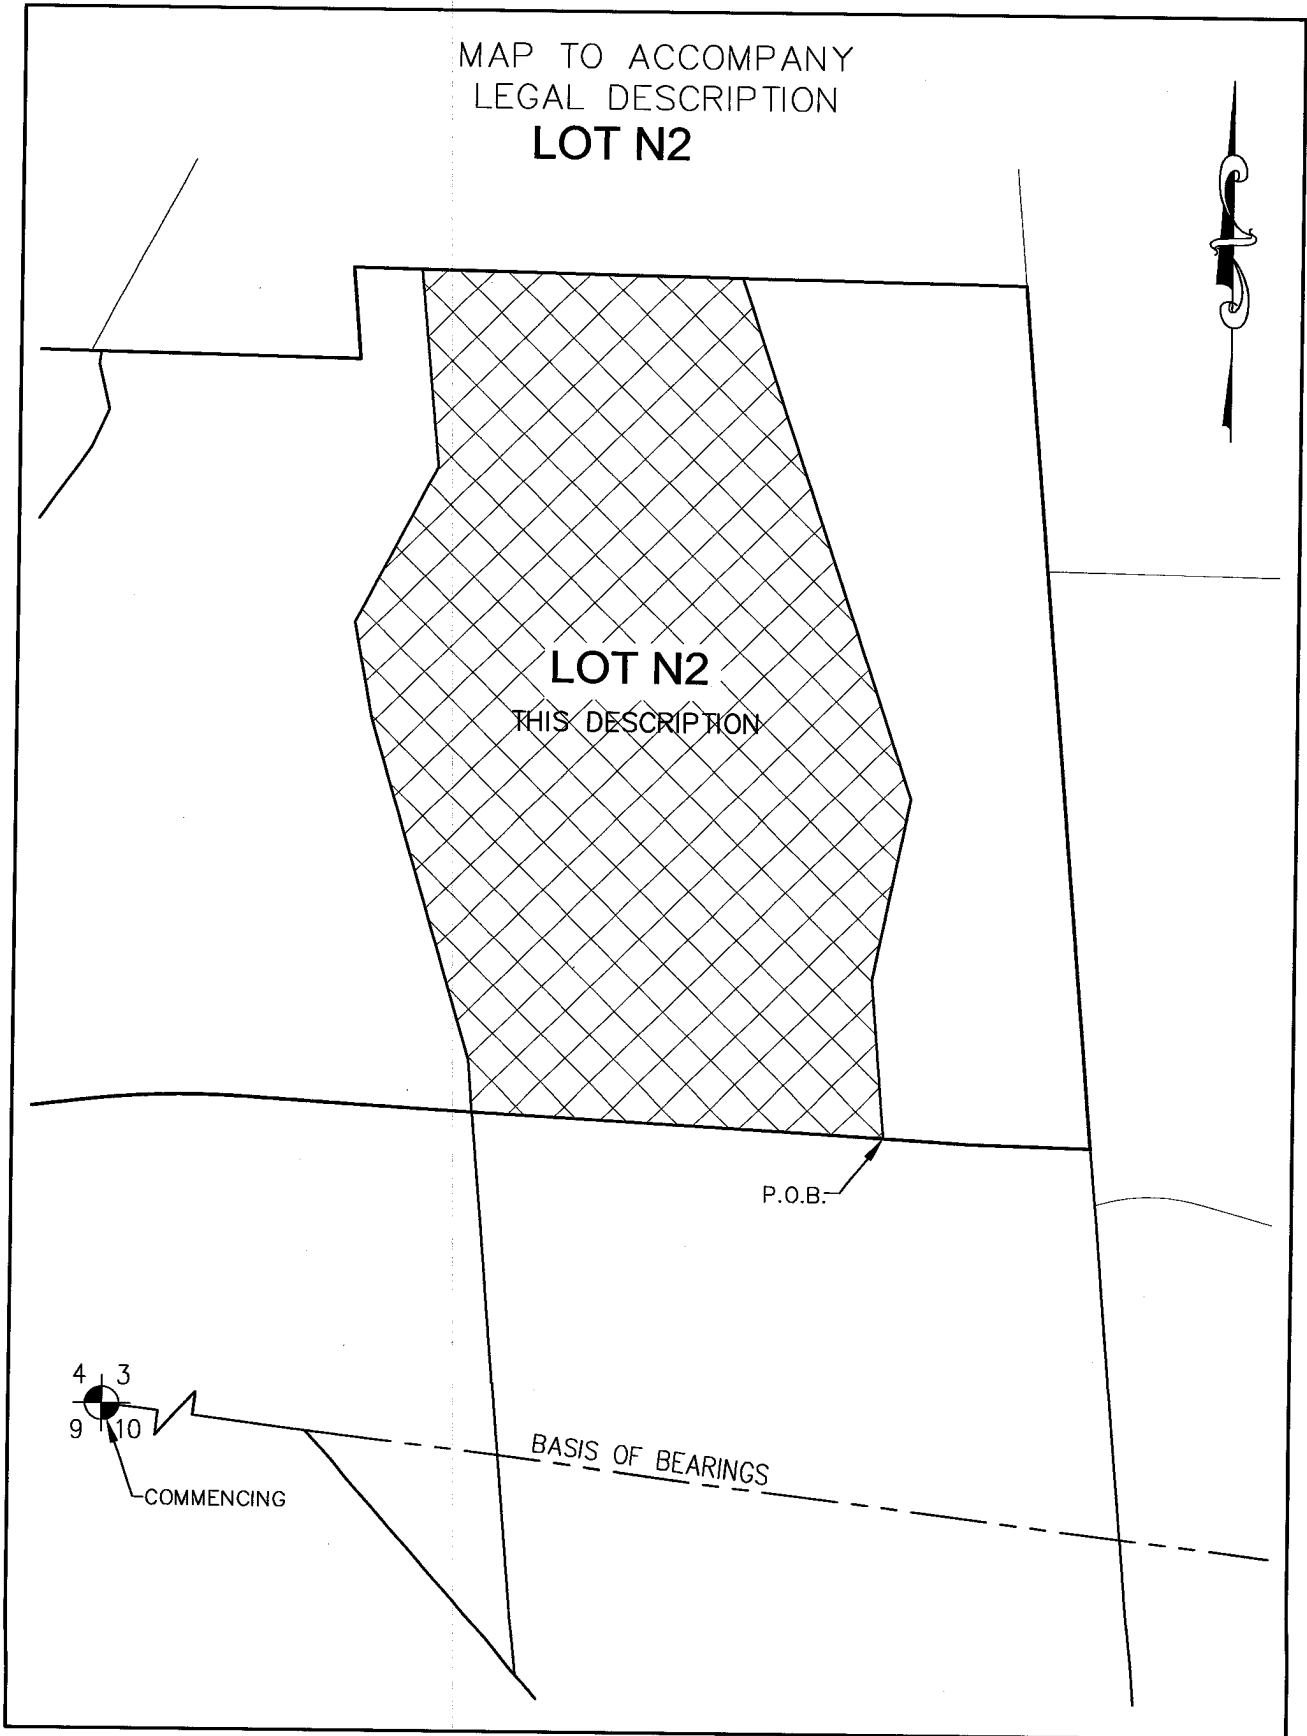 MAP TO ACCOMPANY
LEGAL DESCRIPTION
LOT N2
LOT N2
THIS DESCRIPTION
P.O.B.
4 3
9 10
COMMENCING
BASIS OF BEARINGS